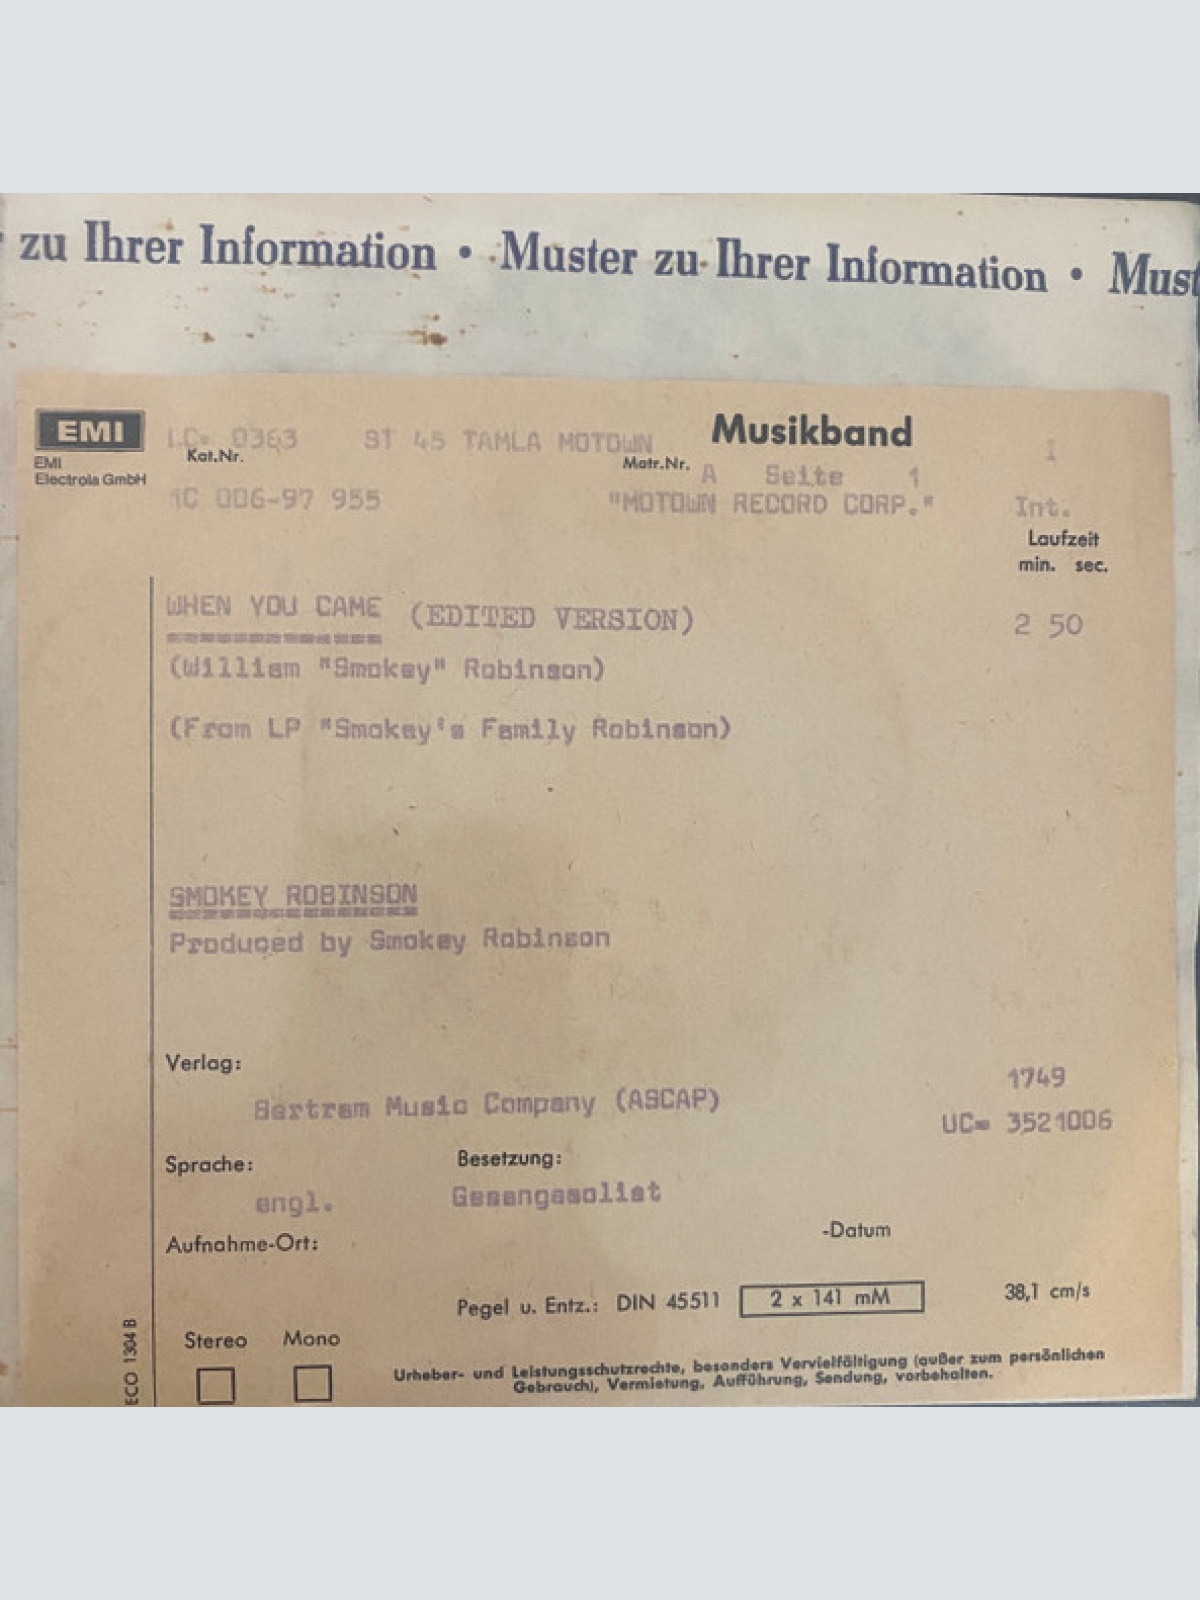 zu Ihrer Information • Muster zu Ihrer Information • Must
EMI
EMI
Electrola GmbH
LC= 0363 ST 45 TAMLA MOTOWN Musikband I
Kat.Nr. Matr.Nr. A Seite 1
1C 006-97 955 "MOTOWN RECORD CORP." Int.
Laufzeit
min. sec.
WHEN YOU CAME (EDITED VERSION) 2 50
(William "Smokey" Robinson)
(From LP "Smokey's Family Robinson)
SMOKEY ROBINSON
Produced by Smokey Robinson
Verlag:
1749
Bertram Music Company (ASCAP)
UC= 3521006
Sprache: Besetzung:
engl. Gesangssolist
Aufnahme-Ort: -Datum
Pegel u. Entz.: DIN 45511 2 x 141 mM 38,1 cm/s
Stereo Mono
Urheber- und Leistungsschutzrechte, besonders Vervielfältigung (außer zum persönlichen
Gebrauch), Vermietung, Aufführung, Sendung, vorbehalten.
ECO 1304 B